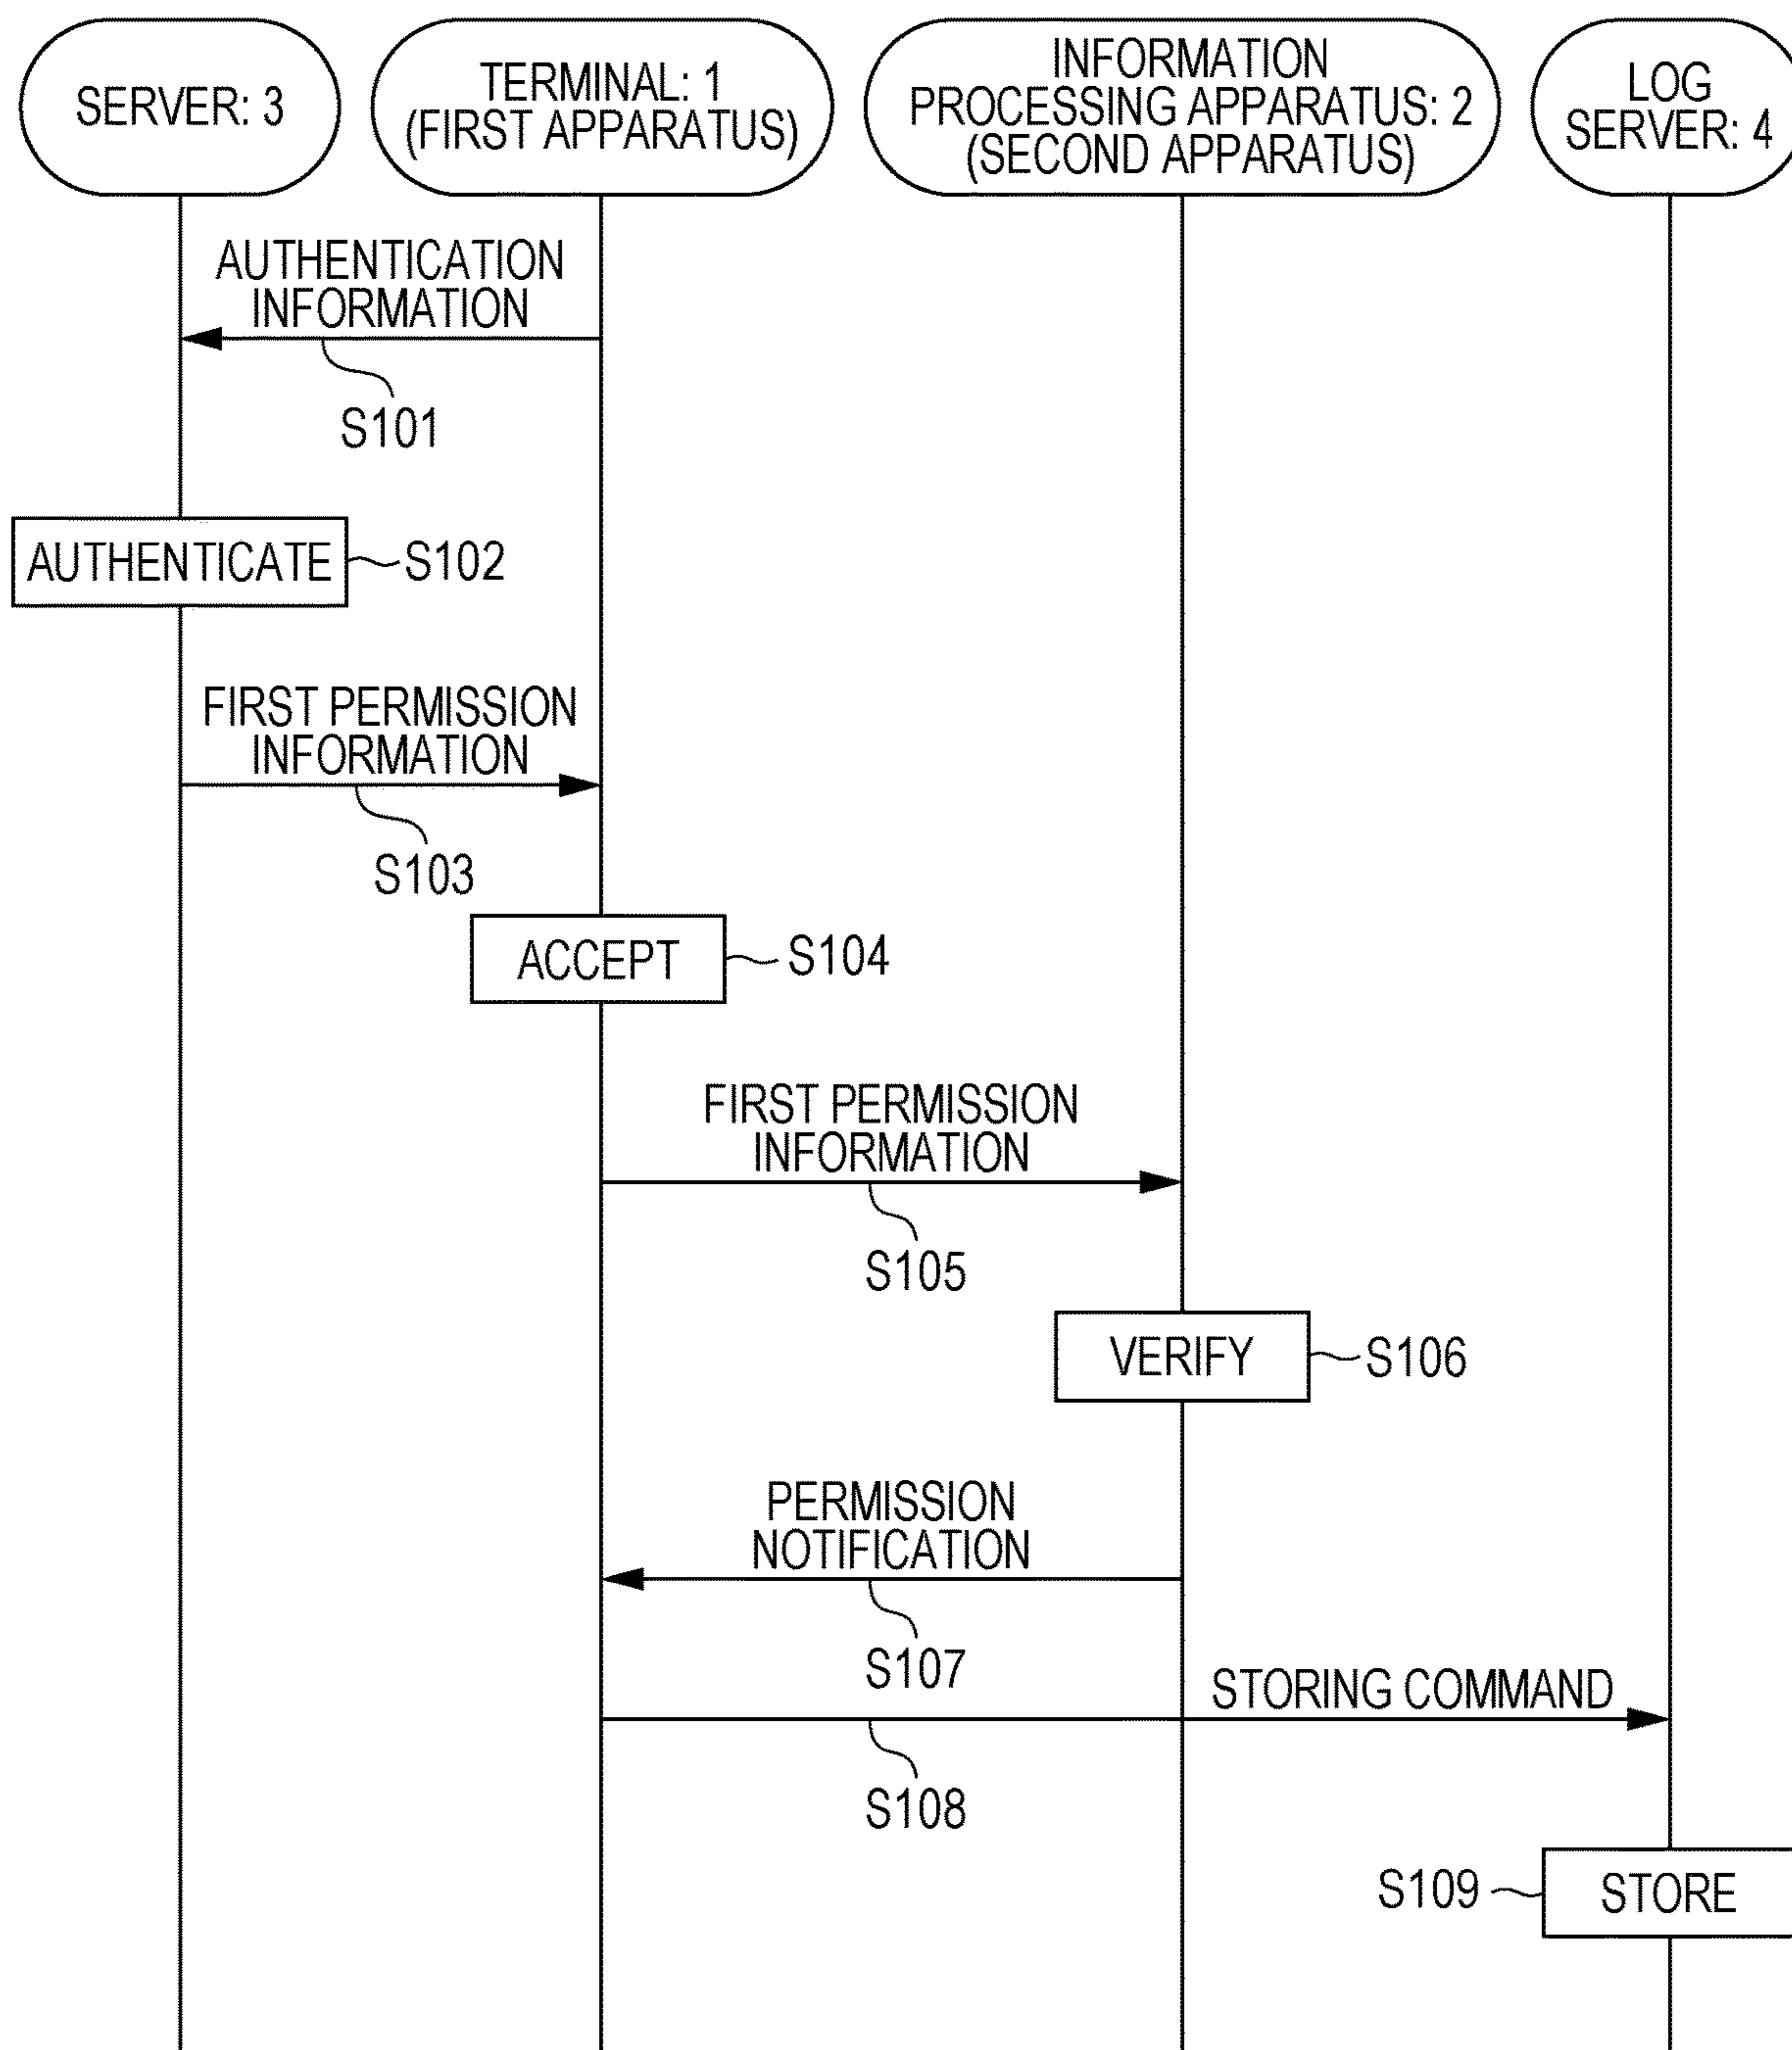 SERVER: 3
TERMINAL: 1
(FIRST APPARATUS)
INFORMATION
PROCESSING APPARATUS: 2
(SECOND APPARATUS)
LOG
SERVER: 4
AUTHENTICATION
INFORMATION
S101
AUTHENTICATE
S102
FIRST PERMISSION
INFORMATION
S103
ACCEPT
S104
FIRST PERMISSION
INFORMATION
S105
VERIFY
S106
PERMISSION
NOTIFICATION
S107
STORING COMMAND
S108
S109
STORE